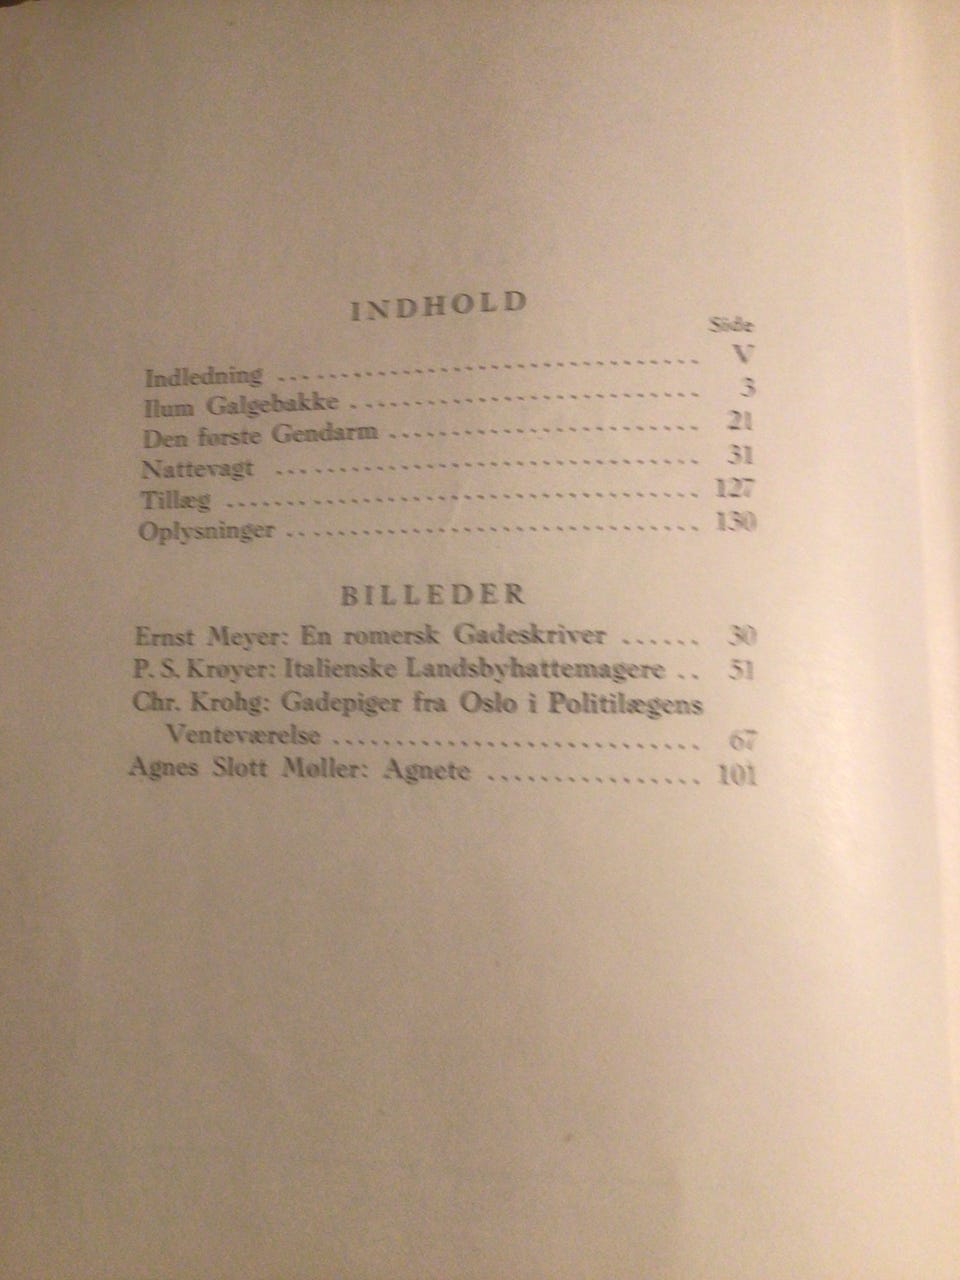 INDHOLD
Side
Indledning .................................. V
Ilum Galgebakke ............................ 3
Den første Gendarm ......................... 21
Nattevagt .................................. 31
Tillæg ...................................... 127
Oplysninger ................................. 130
BILLEDER
Ernst Meyer: En romersk Gadeskriver ...... 30
P. S. Krøyer: Italienske Landsbyhattemagere .. 51
Chr. Krohg: Gadepiger fra Oslo i Politilægens
Venteværelse .............................. 67
Agnes Slott Møller: Agnete ................ 101